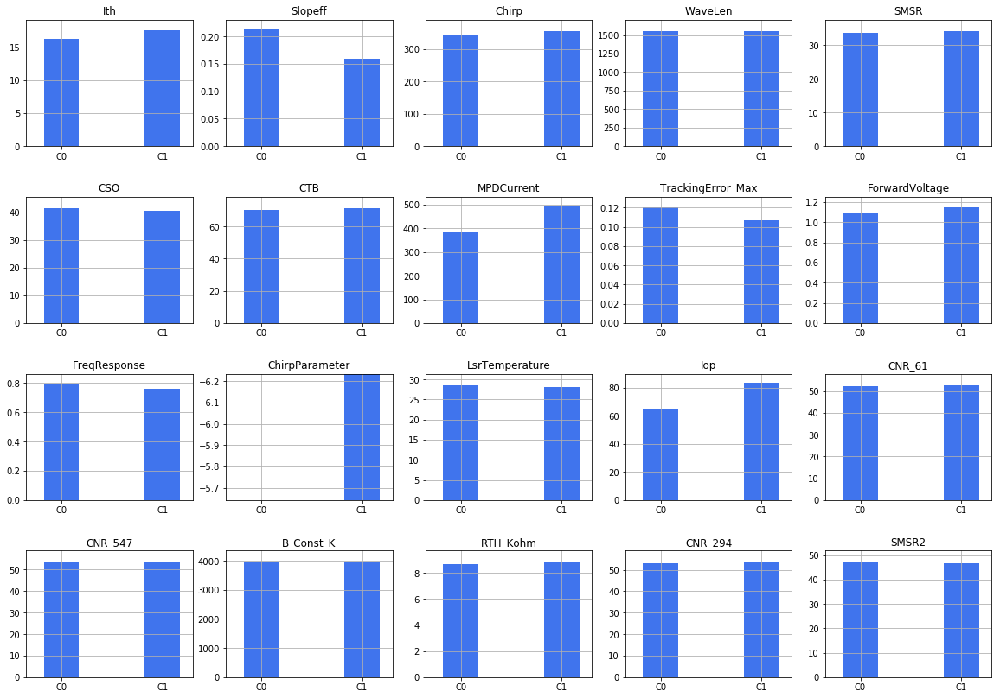 Ith
15
10
5
0
C0 C1
Slopeff
0.20
0.15
0.10
0.05
0.00
C0 C1
Chirp
300
200
100
0
C0 C1
WaveLen
1500
1250
1000
750
500
250
0
C0 C1
SMSR
30
20
10
0
C0 C1
CSO
40
30
20
10
0
C0 C1
CTB
60
40
20
0
C0 C1
MPDCurrent
500
400
300
200
100
0
C0 C1
TrackingError_Max
0.12
0.10
0.08
0.06
0.04
0.02
0.00
C0 C1
ForwardVoltage
1.2
1.0
0.8
0.6
0.4
0.2
0.0
C0 C1
FreqResponse
0.8
0.6
0.4
0.2
0.0
C0 C1
ChirpParameter
−6.2
−6.1
−6.0
−5.9
−5.8
−5.7
C0 C1
LsrTemperature
30
25
20
15
10
5
0
C0 C1
Iop
80
60
40
20
0
C0 C1
CNR_61
50
40
30
20
10
0
C0 C1
CNR_547
50
40
30
20
10
0
C0 C1
B_Const_K
4000
3000
2000
1000
0
C0 C1
RTH_Kohm
8
6
4
2
0
C0 C1
CNR_294
50
40
30
20
10
0
C0 C1
SMSR2
50
40
30
20
10
0
C0 C1